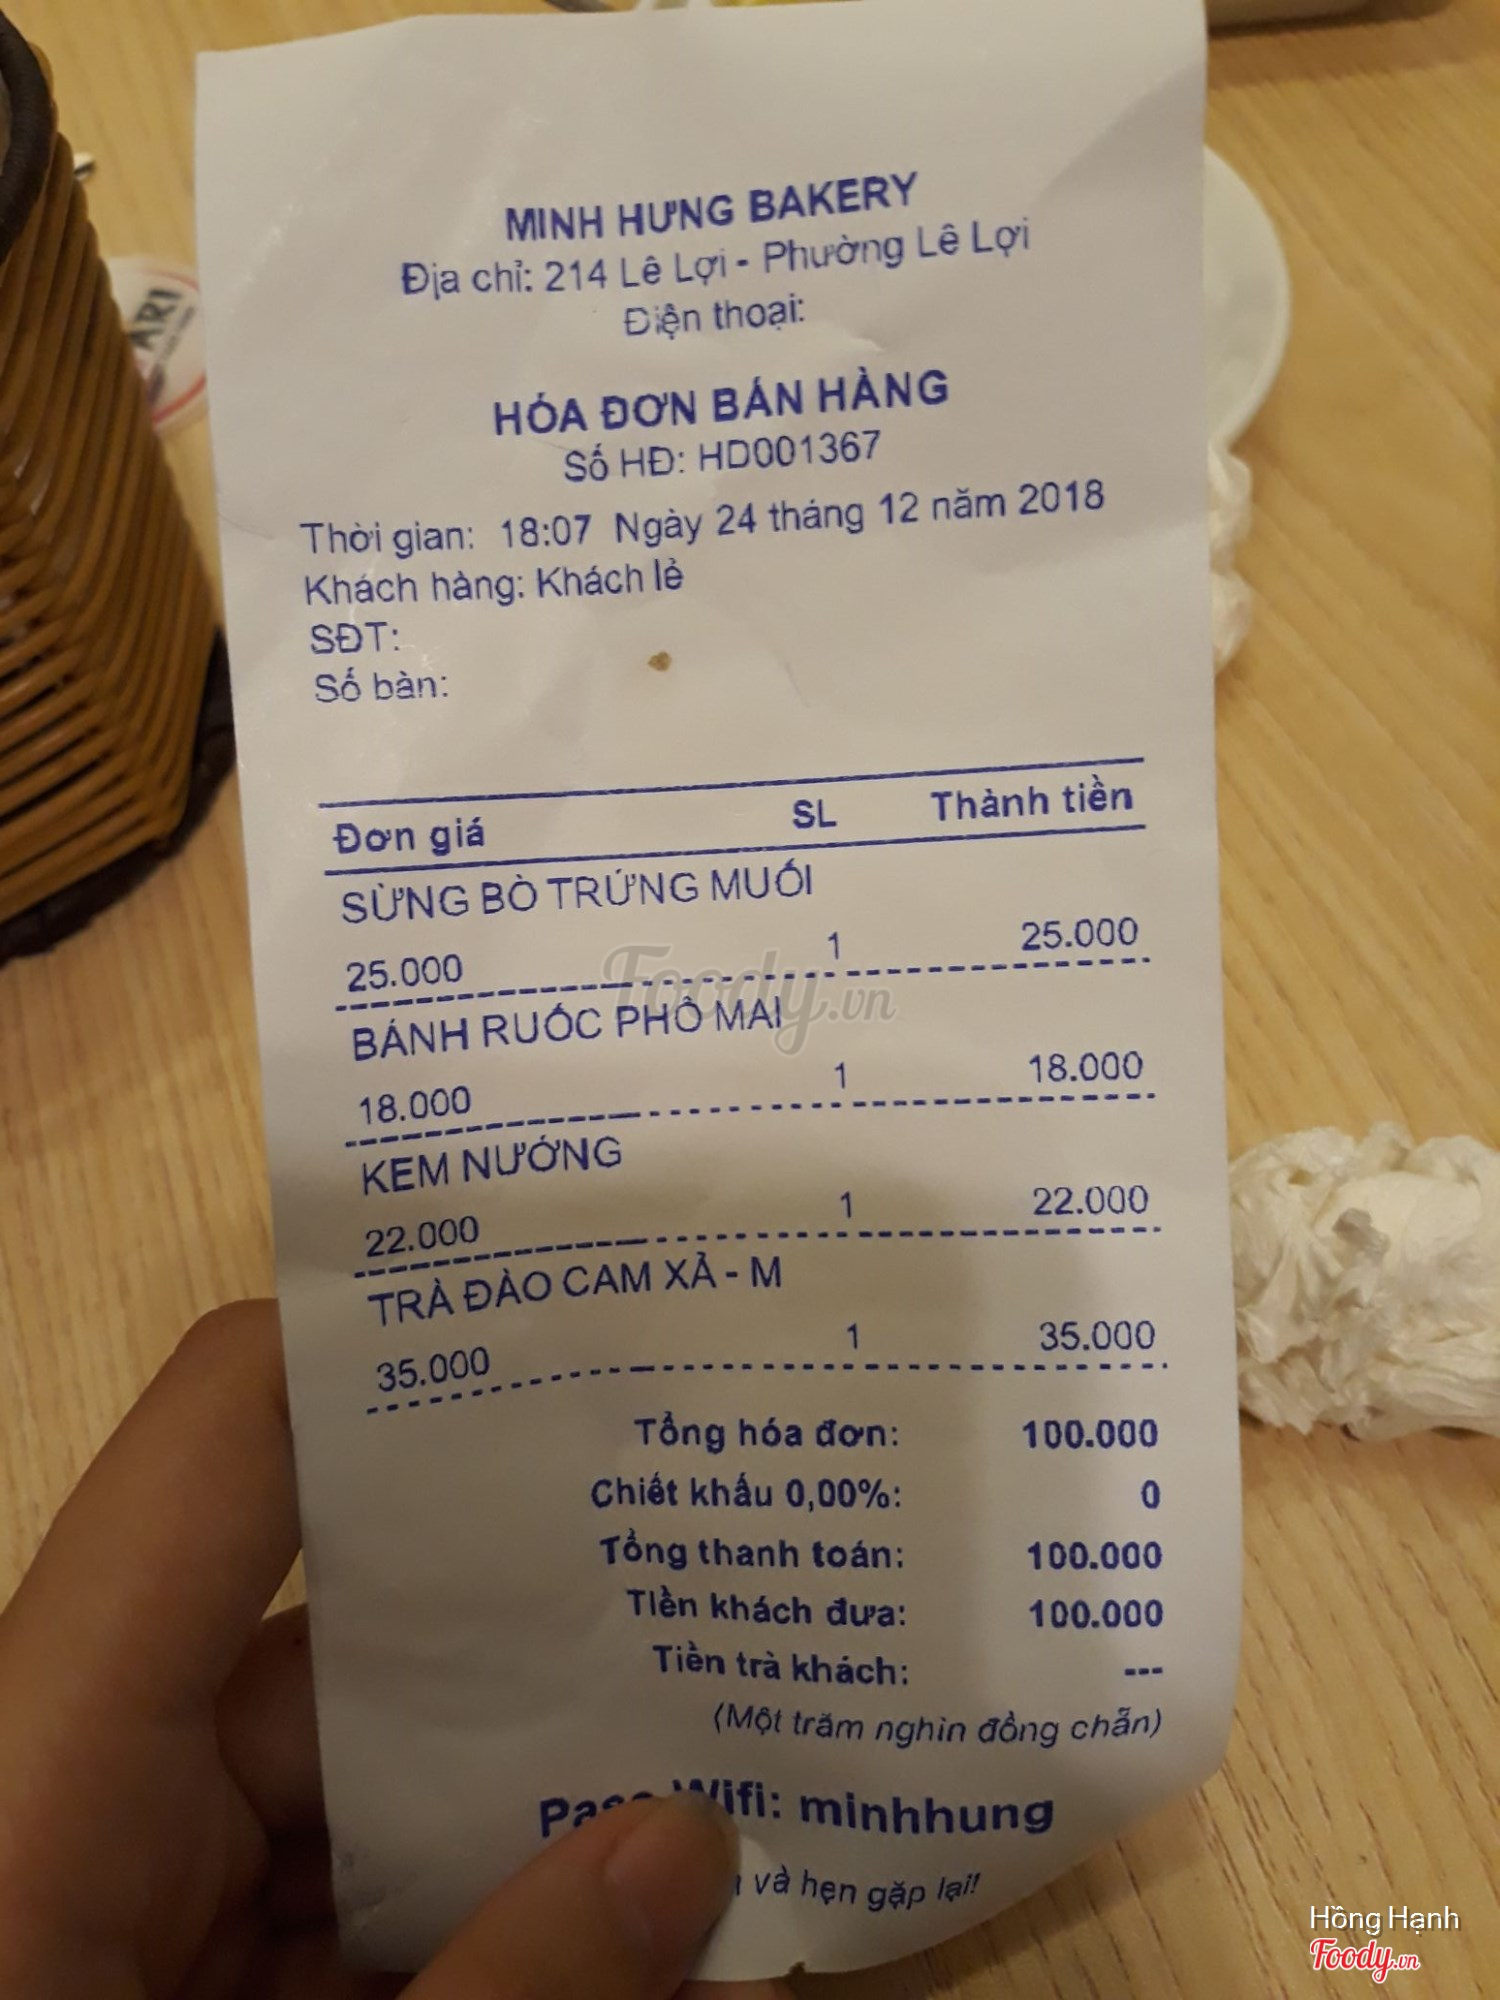 MINH HƯNG BAKERY
Địa chỉ: 214 Lê Lợi - Phường Lê Lợi
Điện thoại:
HÓA ĐƠN BÁN HÀNG
Số HĐ: HD001367
Thời gian: 18:07 Ngày 24 tháng 12 năm 2018
Khách hàng: Khách lẻ
SĐT:
Số bàn:
Đơn giá SL Thành tiền
SỪNG BÒ TRỨNG MUỐI
25.000 1 25.000
BÁNH RUỐC PHÔ MAI
18.000 1 18.000
KEM NƯỚNG
22.000 1 22.000
TRÀ ĐÀO CAM XẢ - M
35.000 1 35.000
Tổng hóa đơn: 100.000
Chiết khấu 0,00%: 0
Tổng thanh toán: 100.000
Tiền khách đưa: 100.000
Tiền trả khách: ---
(Một trăm nghìn đồng chẵn)
Pass Wifi: minhhung
và hẹn gặp lại!
Foody.vn
ARI
Hồng Hạnh
Foody.vn